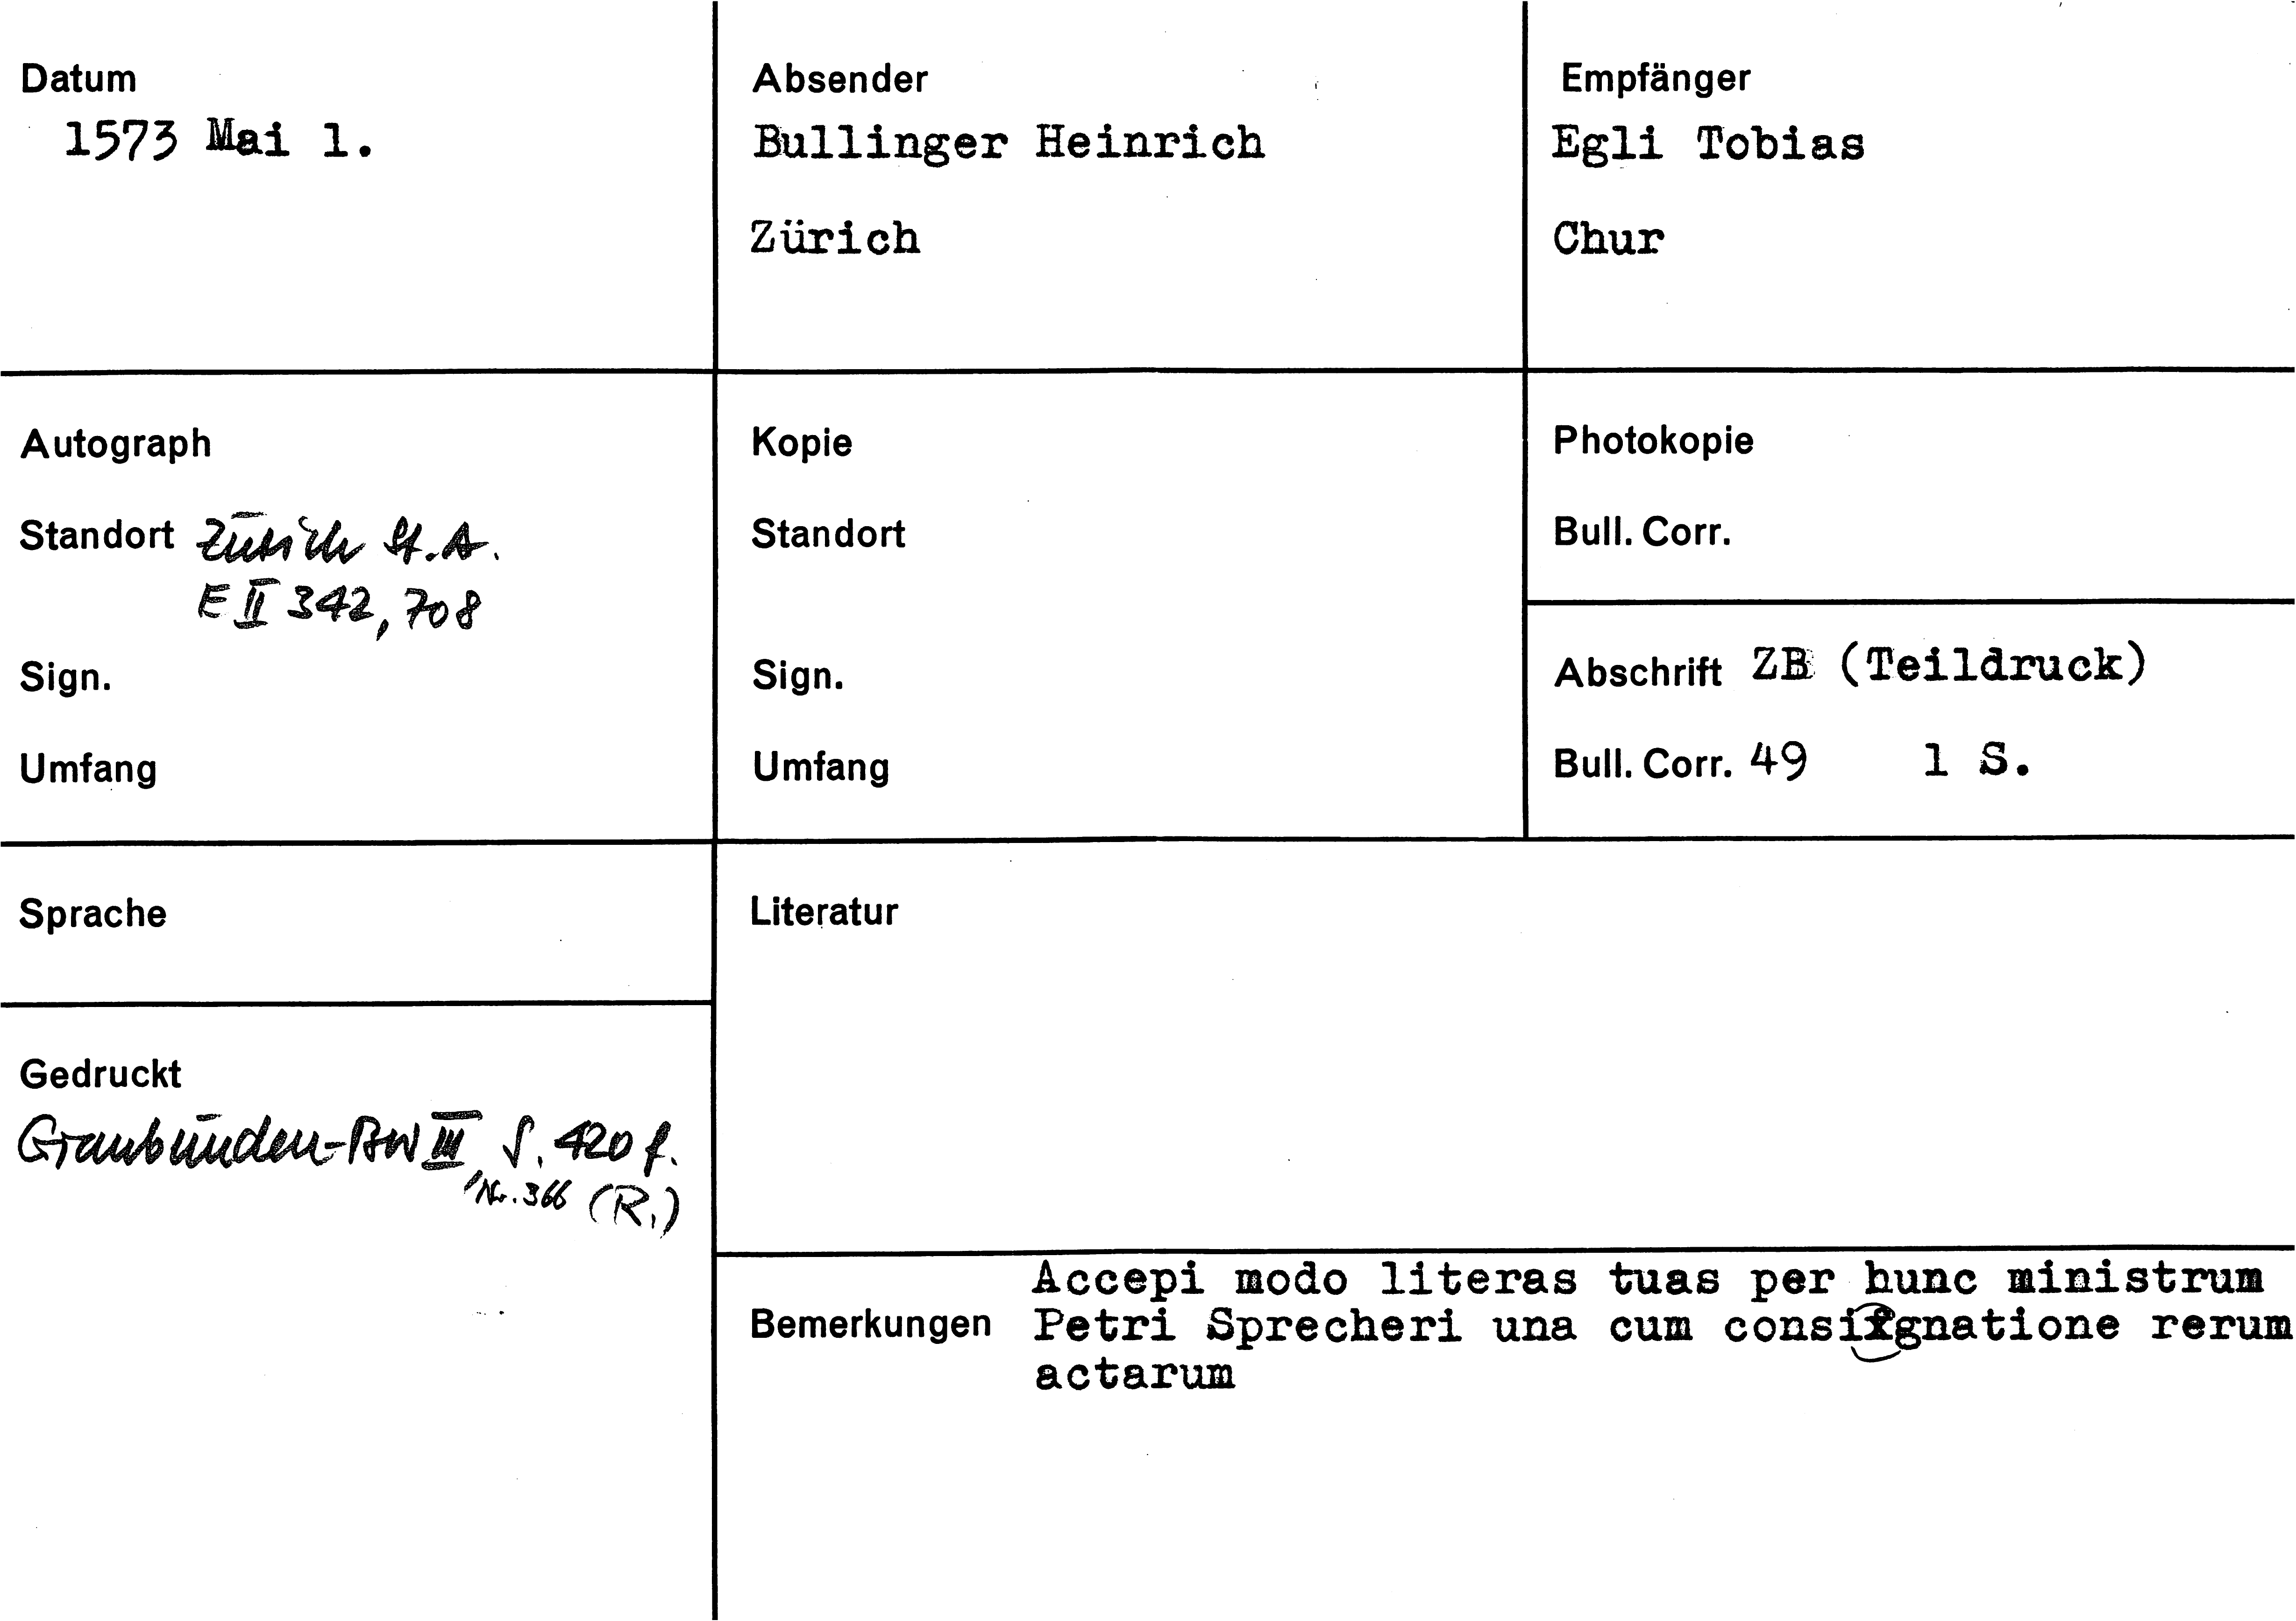 Datum
1573 Mai 1.
Absender
Bullinger Heinrich
Zürich
Empfänger
Egli Tobias
Chur
Autograph
Standort Zürich St.A.
E II 342, 708
Sign.
Umfang
Kopie
Standort
Sign.
Umfang
Photokopie
Bull. Corr.
Abschrift ZB (Teildruck)
Bull. Corr. 49 1 S.
Sprache
Gedruckt
Graubünden-BW III, S. 420 f.
Nr. 366 (R.)
Literatur
Bemerkungen
Accepi modo literas tuas per hunc ministrum
Petri Sprecheri una cum consignatione rerum
actarum